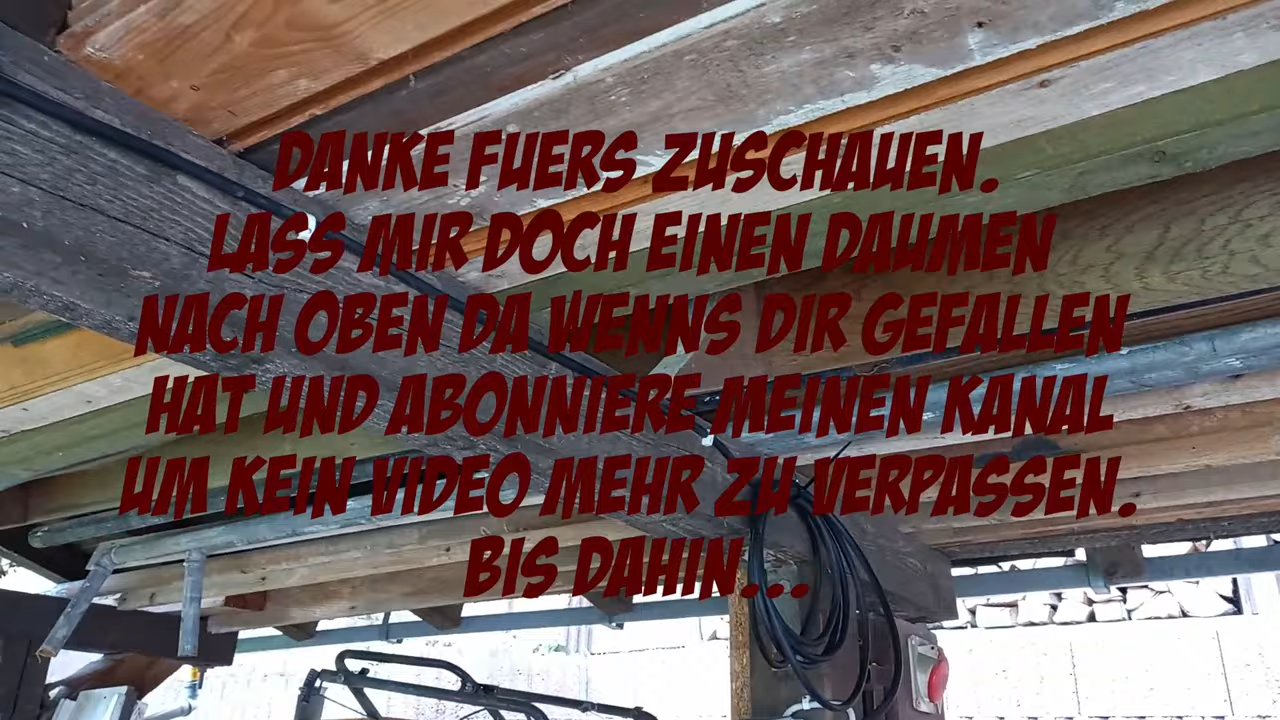 DANKE FUERS ZUSCHAUEN.
LASS MIR DOCH EINEN DAUMEN
NACH OBEN DA WENNS DIR GEFALLEN
HAT UND ABONNIERE MEINEN KANAL
UM KEIN VIDEO MEHR ZU VERPASSEN.
BIS DAHIN...